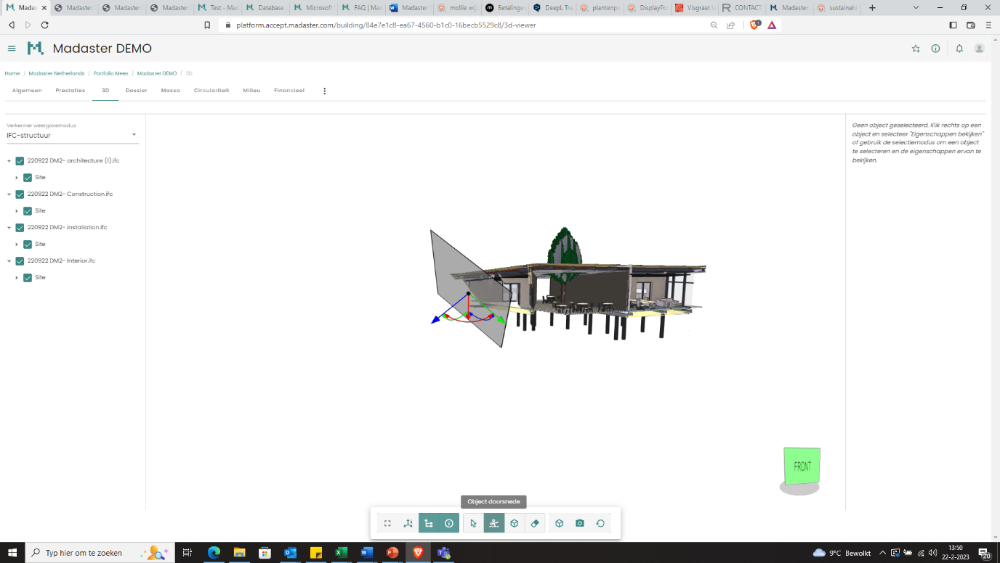 Madas
Madaster
Madaster
Madaster
Test - Mad
Database
Microsoft
FAQ | Mad
Madaster
mollie wij
Betalingen
DeepL Tra
plantenpo
DisplayPo
Visgraat la
CONTACT
Madaster
sustainabi
platform.accept.madaster.com/building/84e7e1c8-ea67-4560-b1c0-16becb5529c8/3d-viewer
Madaster DEMO
Home / Madaster Netherlands / Portfolio Mees / Madaster DEMO / 3D
Algemeen Prestaties 3D Dossier Massa Circulariteit Milieu Financieel
Verkenner weergavemodus
IFC-structuur
220922 DM2- architecture (1).ifc
Site
220922 DM2- Construction.ifc
Site
220922 DM2- installation.ifc
Site
220922 DM2- Interior.ifc
Site
Geen object geselecteerd. Klik rechts op een
object en selecteer "Eigenschappen bekijken"
of gebruik de selectiemodus om een object
te selecteren en de eigenschappen ervan te
bekijken.
FRONT
Object doorsnede
Typ hier om te zoeken
9°C Bewolkt
13:50
22-2-2023
20